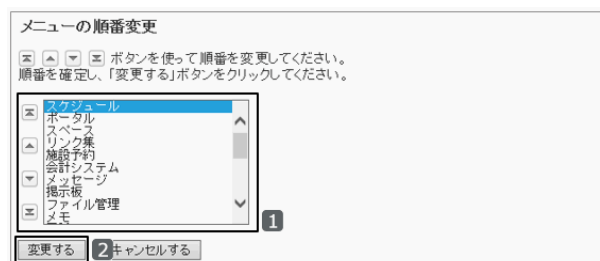 メニューの順番変更
ボタンを使って順番を変更してください。
順番を確定し、「変更する」ボタンをクリックしてください。
スケジュール
ポータル
スペース
リンク集
施設予約
会計システム
メッセージ
掲示板
ファイル管理
メモ
1
変更する 2 キャンセルする